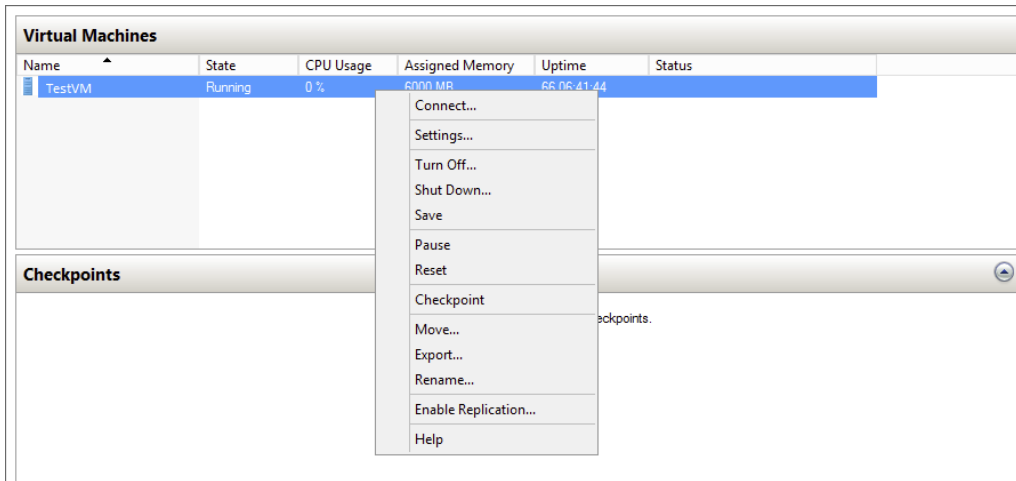 Virtual Machines
Name State CPU Usage Assigned Memory Uptime Status
TestVM Running 0 % 6000 MB 66.06:41:44
Connect...
Settings...
Turn Off...
Shut Down...
Save
Pause
Reset
Checkpoints
Checkpoint
eckpoints.
Move...
Export...
Rename...
Enable Replication...
Help